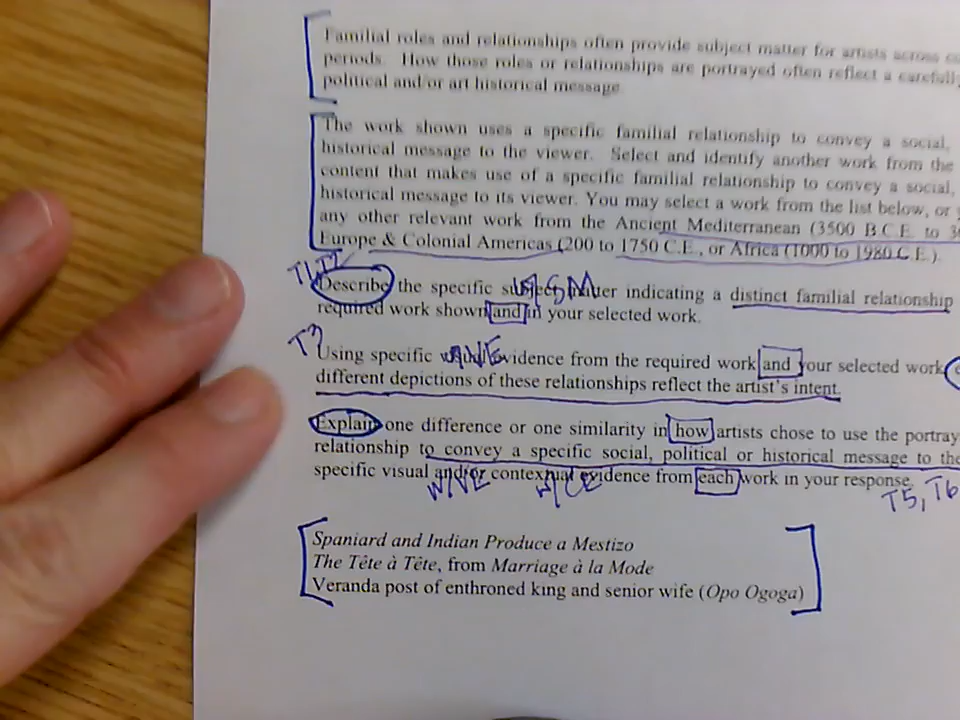 Familial roles and relationships often provide subject matter for artists across
periods. How those roles or relationships are portrayed often reflect a
political and/or art historical message.
The work shown uses a specific familial relationship to convey a social,
historical message to the viewer. Select and identify another work from the
content that makes use of a specific familial relationship to convey a social,
historical message to its viewer. You may select a work from the list below, or
any other relevant work from the Ancient Mediterranean (3500 B.C.E. to
Europe & Colonial Americas (200 to 1750 C.E., or Africa (1000 to 1980 C.E.).
Describe the specific subject matter indicating a distinct familial relationship
required work shown and in your selected work.
T3
Using specific visual evidence from the required work and your selected work
different depictions of these relationships reflect the artist's intent.
Explain one difference or one similarity in how artists chose to use the
relationship to convey a specific social, political or historical message to the
specific visual and/or contextual evidence from each work in your response.
W/VE W/CE T5, T6
Spaniard and Indian Produce a Mestizo
The Tête à Tête, from Marriage à la Mode
Veranda post of enthroned king and senior wife (Opo Ogoga)